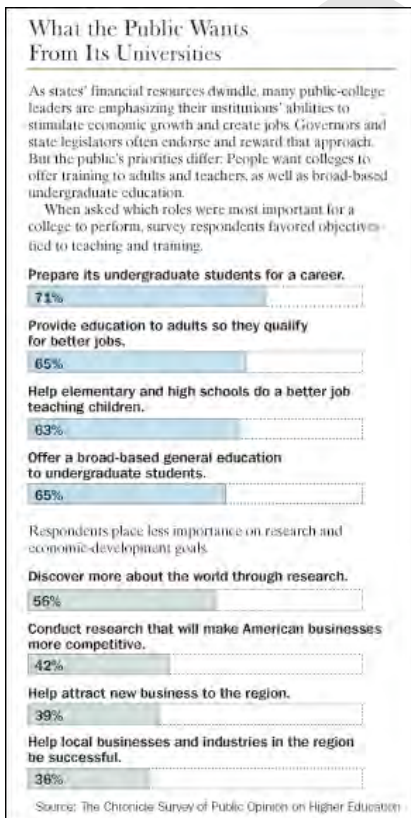 What the Public Wants
From Its Universities
As states' financial resources dwindle, many public-college
leaders are emphasizing their institutions' abilities to
stimulate economic growth and create jobs. Governors and
state legislators often endorse and reward that approach.
But the public's priorities differ: People want colleges to
offer training to adults and teachers, as well as broad-based
undergraduate education.
When asked which roles were most important for a
college to perform, survey respondents favored objectives
tied to teaching and training.
Prepare its undergraduate students for a career.
71%
Provide education to adults so they qualify
for better jobs.
65%
Help elementary and high schools do a better job
teaching children.
63%
Offer a broad-based general education
to undergraduate students.
65%
Respondents place less importance on research and
economic-development goals.
Discover more about the world through research.
56%
Conduct research that will make American businesses
more competitive.
42%
Help attract new business to the region.
39%
Help local businesses and industries in the region
be successful.
36%
Source: The Chronicle Survey of Public Opinion on Higher Education